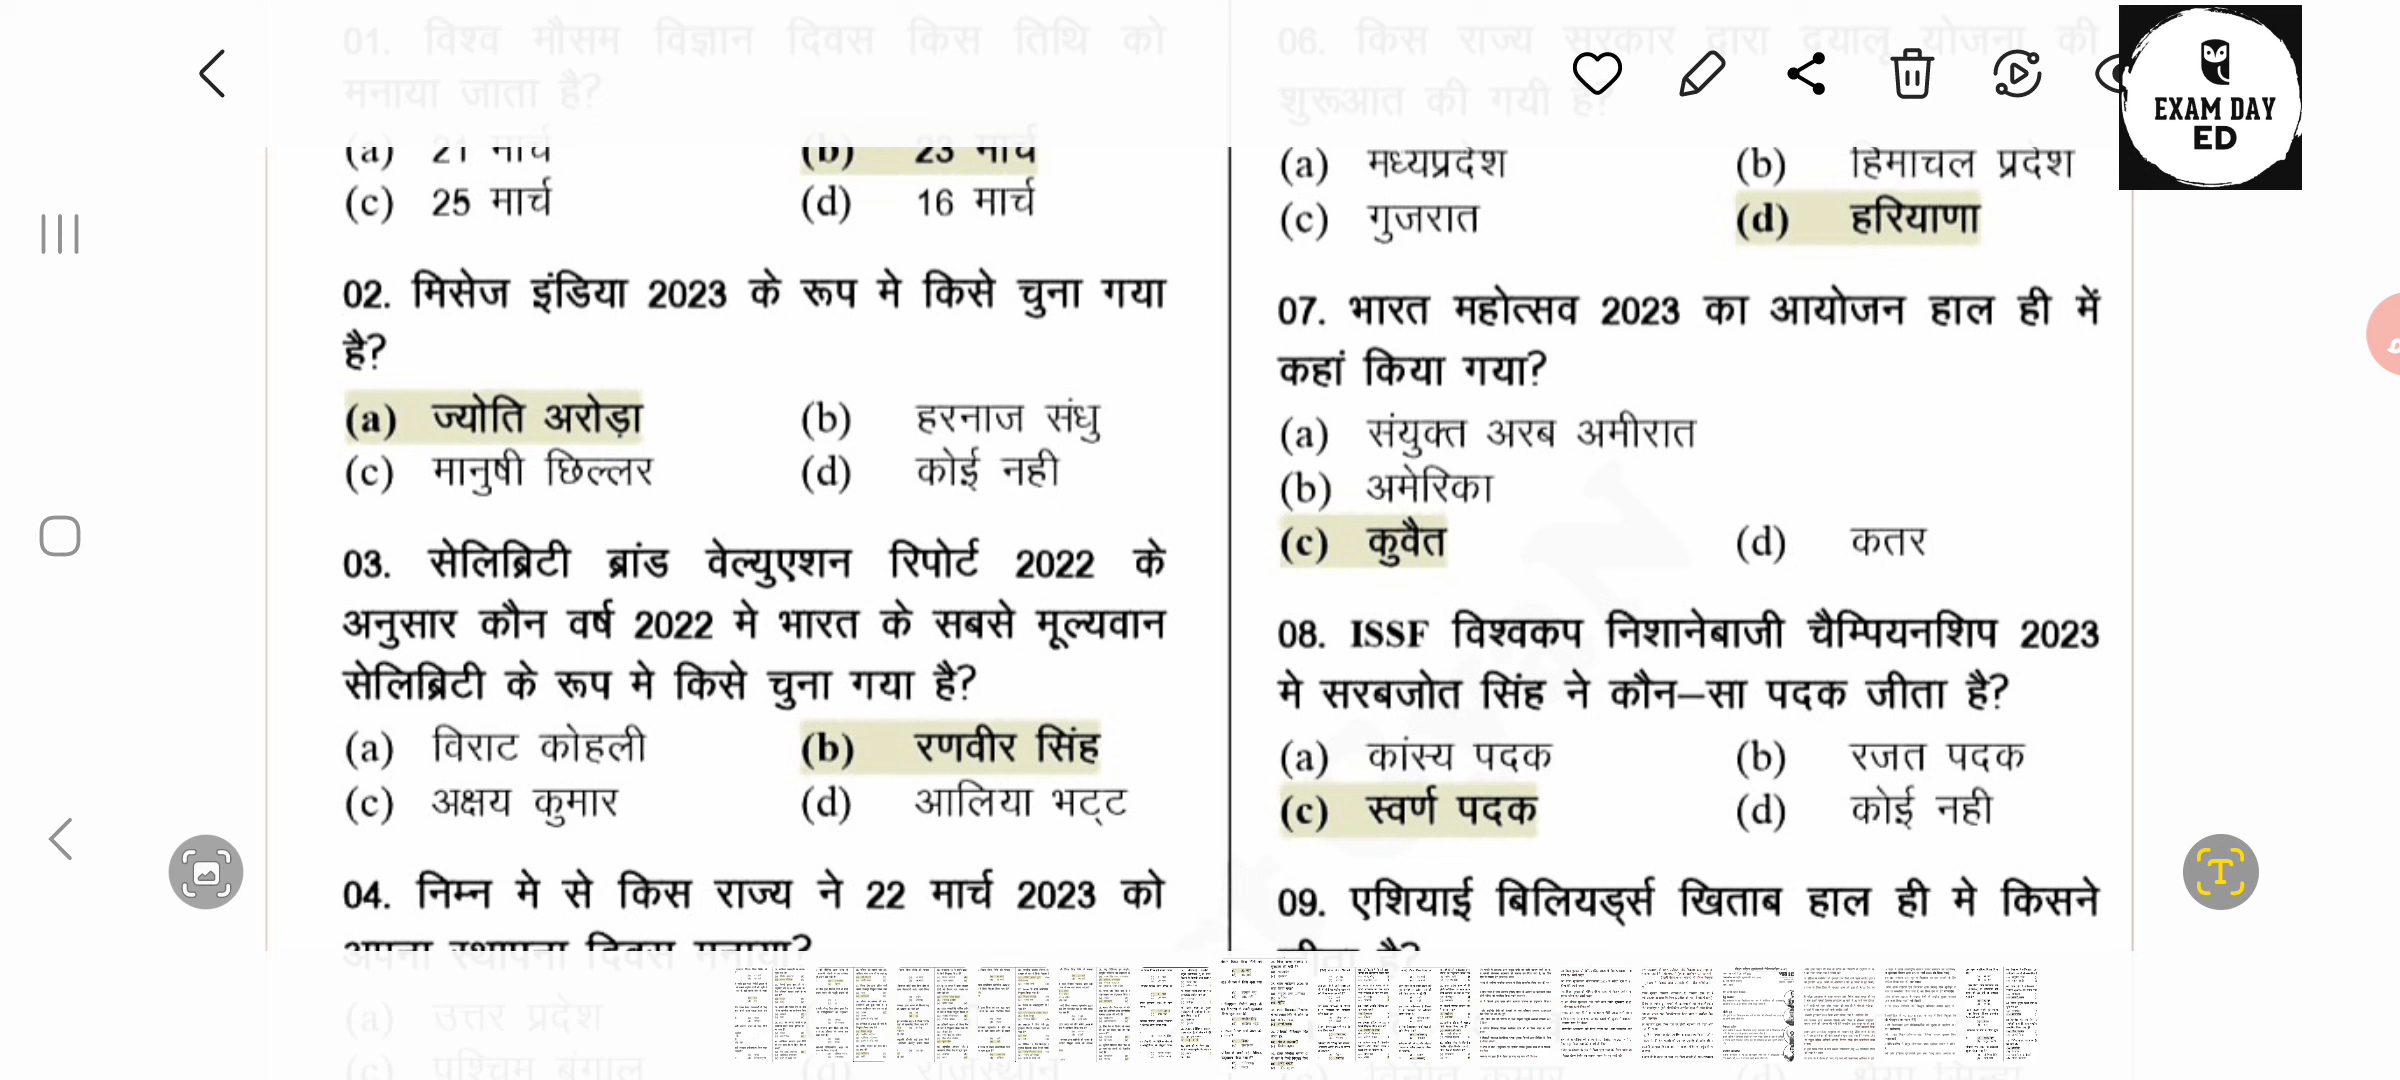 01. विश्व मौसम विज्ञान दिवस किस तिथि को
मनाया जाता है?
(a) 21 मार्च (b) 23 मार्च
(c) 25 मार्च (d) 16 मार्च
02. मिसेज इंडिया 2023 के रूप मे किसे चुना गया
है?
(a) ज्योति अरोड़ा (b) हरनाज संधु
(c) मानुषी छिल्लर (d) कोई नही
03. सेलिब्रिटी ब्रांड वेल्युएशन रिपोर्ट 2022 के
अनुसार कौन वर्ष 2022 मे भारत के सबसे मूल्यवान
सेलिब्रिटी के रूप मे किसे चुना गया है?
(a) विराट कोहली (b) रणवीर सिंह
(c) अक्षय कुमार (d) आलिया भट्ट
04. निम्न मे से किस राज्य ने 22 मार्च 2023 को
अपना स्थापना दिवस मनाया?
(a) उत्तर प्रदेश
(c) पश्चिम बंगाल (d) राजस्थान
06. किस राज्य सरकार द्वारा दयालु योजना की
शुरूआत की गयी है?
(a) मध्यप्रदेश (b) हिमाचल प्रदेश
(c) गुजरात (d) हरियाणा
07. भारत महोत्सव 2023 का आयोजन हाल ही में
कहां किया गया?
(a) संयुक्त अरब अमीरात
(b) अमेरिका
(c) कुवैत (d) कतर
08. ISSF विश्वकप निशानेबाजी चैम्पियनशिप 2023
मे सरबजोत सिंह ने कौन–सा पदक जीता है?
(a) कांस्य पदक (b) रजत पदक
(c) स्वर्ण पदक (d) कोई नही
09. एशियाई बिलियर्ड्स खिताब हाल ही मे किसने
जीता है?
EXAM DAY
ED
T